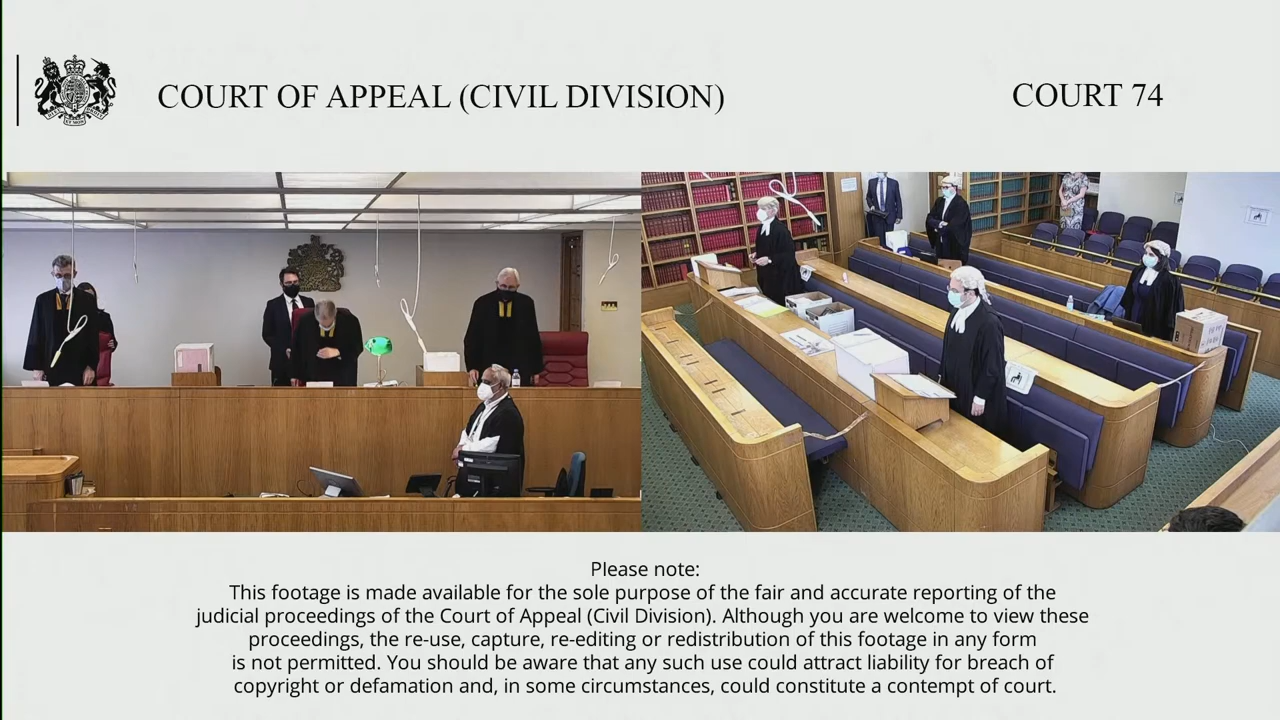 COURT OF APPEAL (CIVIL DIVISION)
COURT 74
Please note:
This footage is made available for the sole purpose of the fair and accurate reporting of the
judicial proceedings of the Court of Appeal (Civil Division). Although you are welcome to view these
proceedings, the re-use, capture, re-editing or redistribution of this footage in any form
is not permitted. You should be aware that any such use could attract liability for breach of
copyright or defamation and, in some circumstances, could constitute a contempt of court.